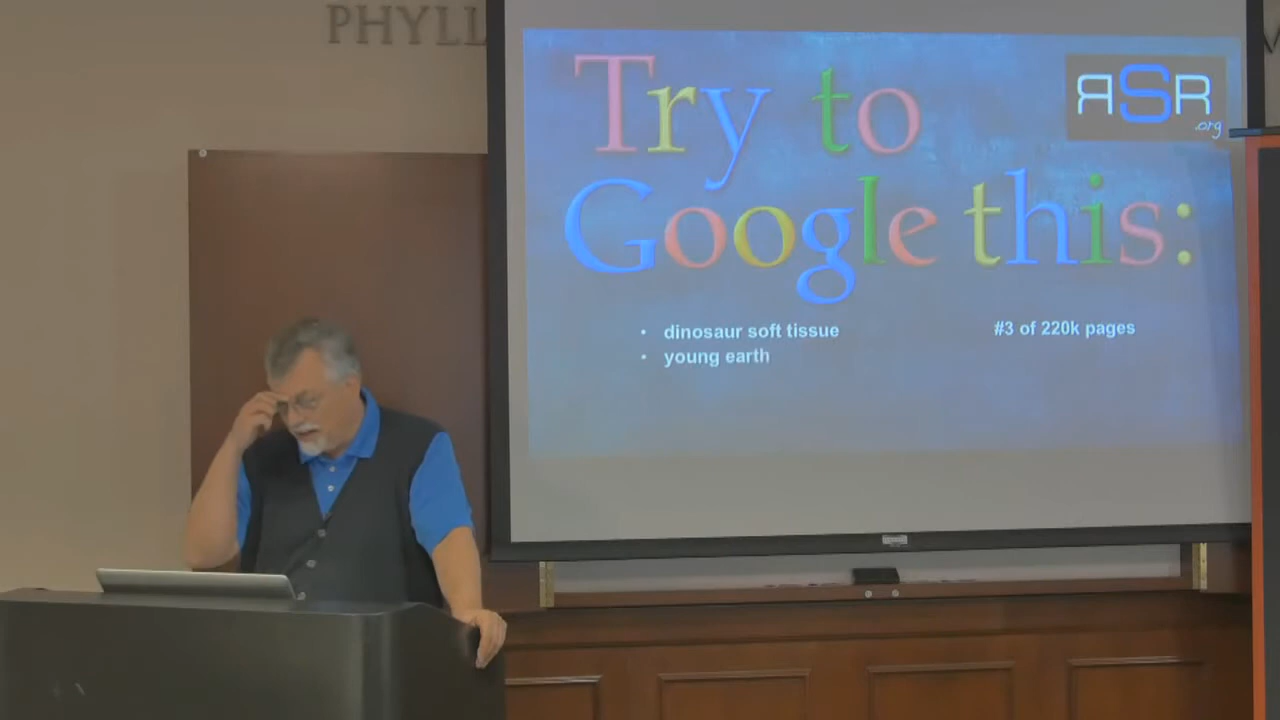 PHYLL
Try to
RSR
.org
Google this:
• dinosaur soft tissue
#3 of 220k pages
• young earth